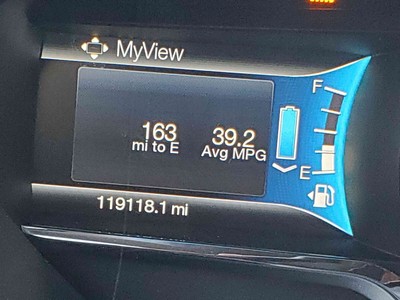 MyView
F
163 39.2
mi to E Avg MPG
E
119118.1 mi